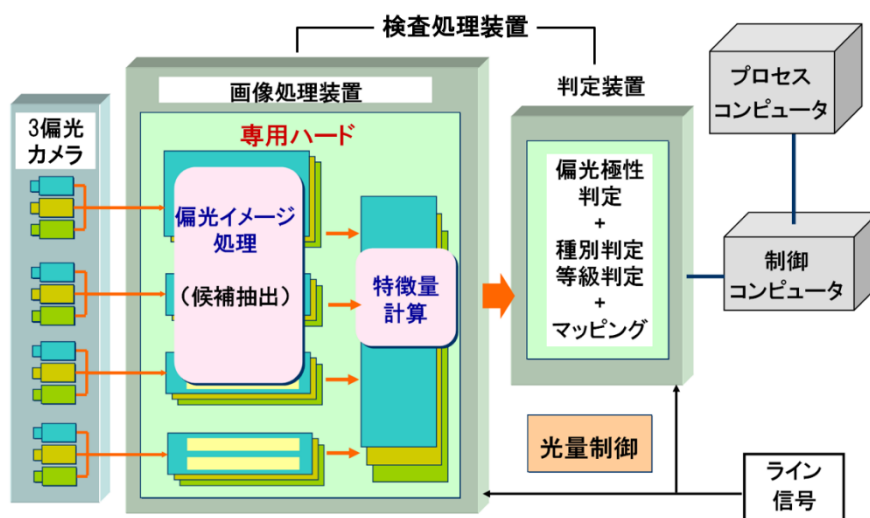 検査処理装置
3偏光
カメラ
画像処理装置
専用ハード
偏光イメージ
処理
（候補抽出）
特徴量
計算
判定装置
偏光極性
判定
+
種別判定
等級判定
+
マッピング
プロセス
コンピュータ
制御
コンピュータ
光量制御
ライン
信号